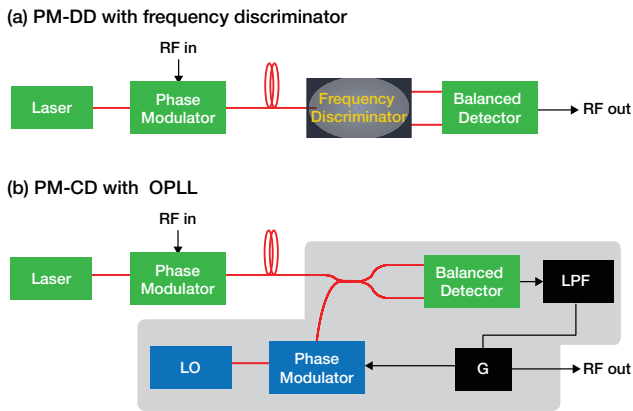 (a) PM-DD with frequency discriminator
RF in
Laser
Phase
Modulator
Frequency
Discriminator
Balanced
Detector
RF out
(b) PM-CD with OPLL
RF in
Laser
Phase
Modulator
Balanced
Detector
LPF
LO
Phase
Modulator
G
RF out